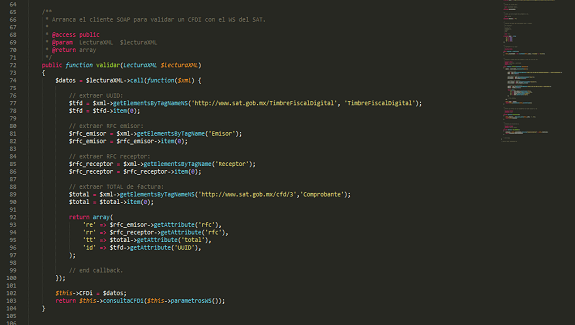 64
65 /**
66 * Arranca el cliente SOAP para validar un CFDI con el WS del SAT.
67 *
68 * @access public
69 * @param LecturaXML $lecturaXML
70 * @return array
71 */
72 public function validar(LecturaXML $lecturaXML)
73 {
74 $datos = $lecturaXML->call(function($xml) {
75
76 // extraer UUID:
77 $tfd = $xml->getElementsByTagNameNS('http://www.sat.gob.mx/TimbreFiscalDigital', 'TimbreFiscalDigital');
78 $tfd = $tfd->item(0);
79
80 // extraer RFC emisor:
81 $rfc_emisor = $xml->getElementsByTagName('Emisor');
82 $rfc_emisor = $rfc_emisor->item(0);
83
84 // extraer RFC receptor:
85 $rfc_receptor = $xml->getElementsByTagName('Receptor');
86 $rfc_receptor = $rfc_receptor->item(0);
87
88 // extraer TOTAL de factura:
89 $total = $xml->getElementsByTagNameNS('http://www.sat.gob.mx/cfd/3','Comprobante');
90 $total = $total->item(0);
91
92 return array(
93 're' => $rfc_emisor->getAttribute('rfc'),
94 'rr' => $rfc_receptor->getAttribute('rfc'),
95 'tt' => $total->getAttribute('total'),
96 'id' => $tfd->getAttribute('UUID'),
97 );
98
99 // end callback.
100 });
101
102 $this->CFDi = $datos;
103 return $this->consultaCFDi($this->parametrosWS());
104 }
105
106